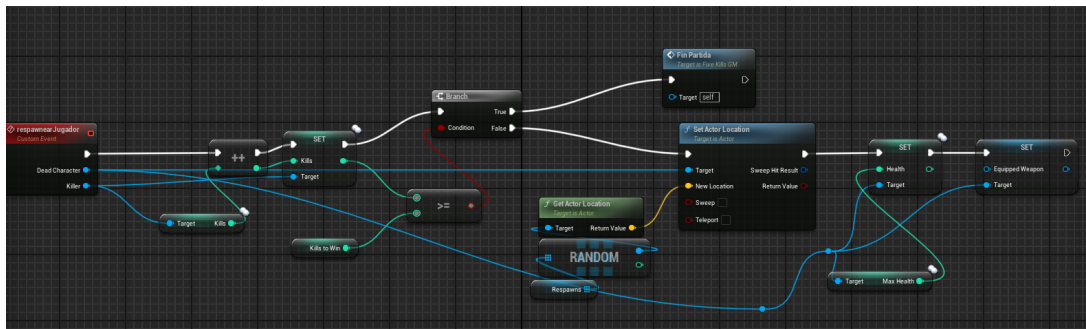 Fin Partida
Target is Five Kills GM
Target self
Branch
True
Condition False
respawnearJugador
Custom Event
Dead Character
Killer
++
SET
Kills
Target
Target Kills
>=
Kills to Win
Set Actor Location
Target is Actor
Target Sweep Hit Result
New Location Return Value
Sweep
Teleport
Get Actor Location
Target is Actor
Target Return Value
RANDOM
Respawns
SET
Health
Target
SET
Equipped Weapon
Target
Target Max Health